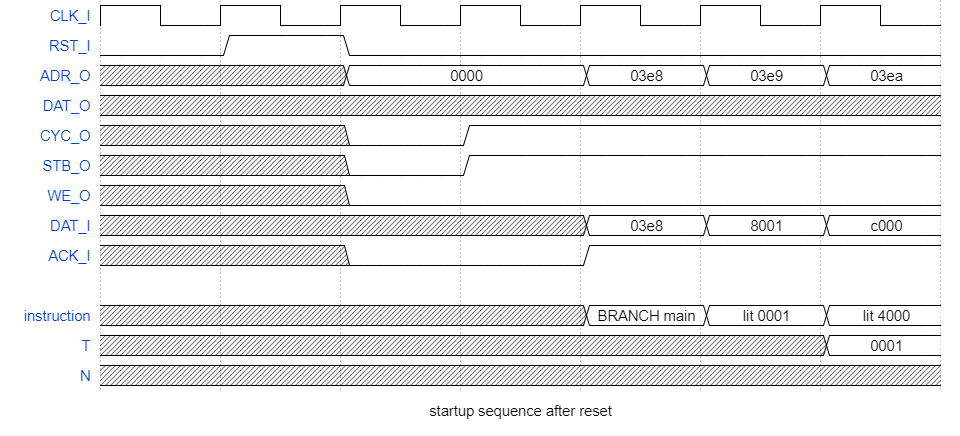 CLK_I
RST_I
ADR_O 0000 03e8 03e9 03ea
DAT_O
CYC_O
STB_O
WE_O
DAT_I 03e8 8001 c000
ACK_I
instruction BRANCH main lit 0001 lit 4000
T 0001
N
startup sequence after reset